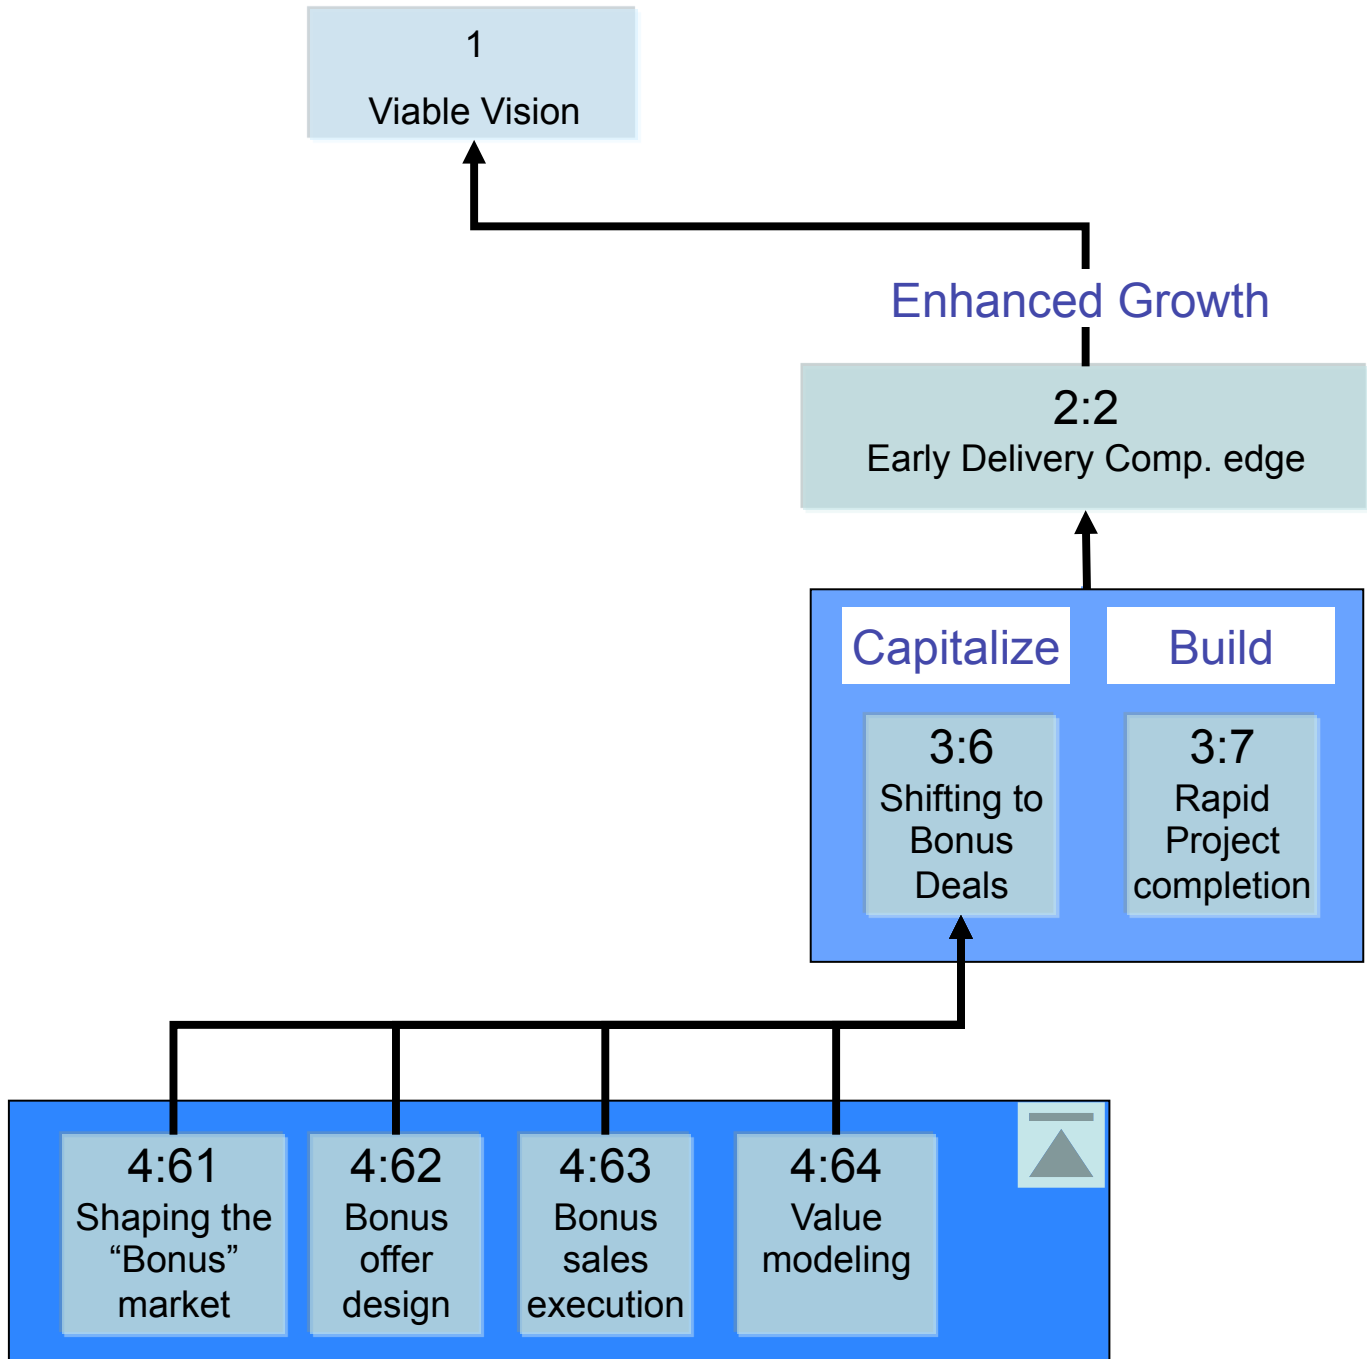 1
Viable Vision
Enhanced Growth
2:2
Early Delivery Comp. edge
Capitalize
Build
3:6
Shifting to
Bonus
Deals
3:7
Rapid
Project
completion
4:61
Shaping the
“Bonus”
market
4:62
Bonus
offer
design
4:63
Bonus
sales
execution
4:64
Value
modeling